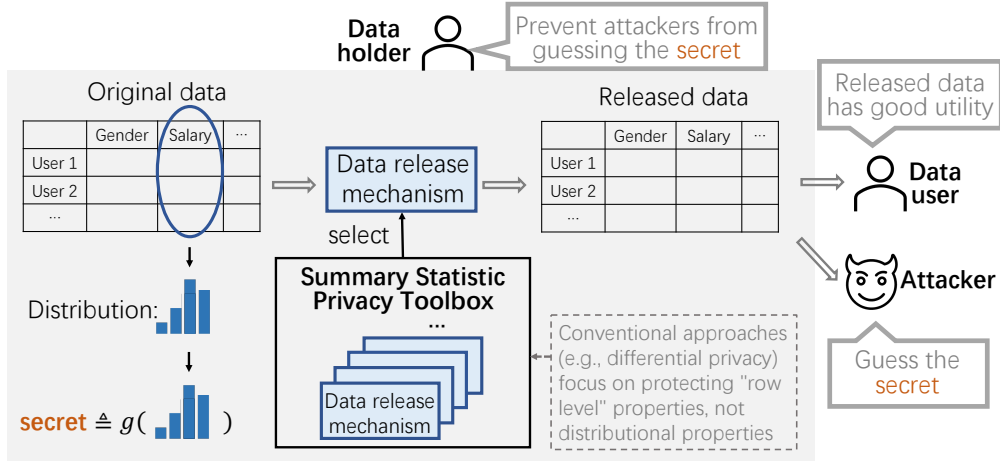 Data
holder
Prevent attackers from
guessing the secret
Original data
Gender Salary ...
User 1
User 2
...
Data release
mechanism
Released data
Gender Salary ...
User 1
User 2
...
Released data
has good utility
Data
user
Attacker
Guess the
secret
select
Summary Statistic
Privacy Toolbox
...
Data release
mechanism
Conventional approaches
(e.g., differential privacy)
focus on protecting "row
level" properties, not
distributional properties
Distribution:
secret ≜ g( )